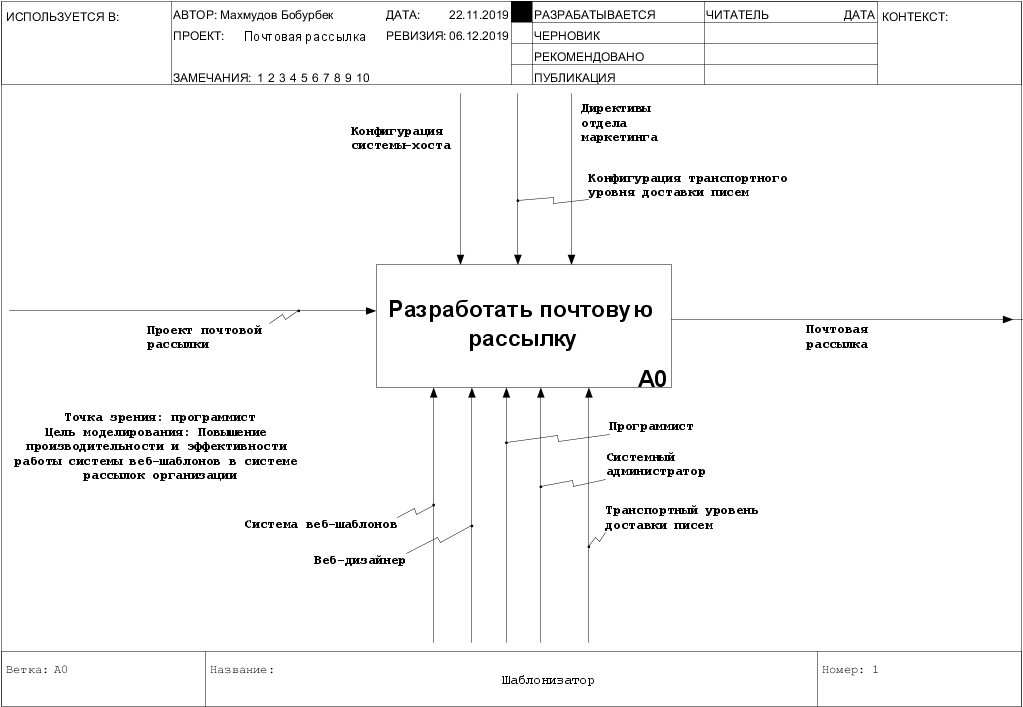 ИСПОЛЬЗУЕТСЯ В:
АВТОР: Махмудов Бобурбек
ДАТА: 22.11.2019
ПРОЕКТ: Почтовая рассылка
РЕВИЗИЯ: 06.12.2019
ЗАМЕЧАНИЯ: 1 2 3 4 5 6 7 8 9 10
РАЗРАБАТЫВАЕТСЯ
ЧЕРНОВИК
РЕКОМЕНДОВАНО
ПУБЛИКАЦИЯ
ЧИТАТЕЛЬ
ДАТА
КОНТЕКСТ:
Конфигурация
системы-хоста
Директивы
отдела
маркетинга
Конфигурация транспортного
уровня доставки писем
Разработать почтовую
рассылку
A0
Проект почтовой
рассылки
Почтовая
рассылка
Точка зрения: программист
Цель моделирования: Повышение
производительности и эффективности
работы системы веб-шаблонов в системе
рассылок организации
Программист
Системный
администратор
Транспортный уровень
доставки писем
Система веб-шаблонов
Веб-дизайнер
Ветка: A0
Название:
Шаблонизатор
Номер: 1